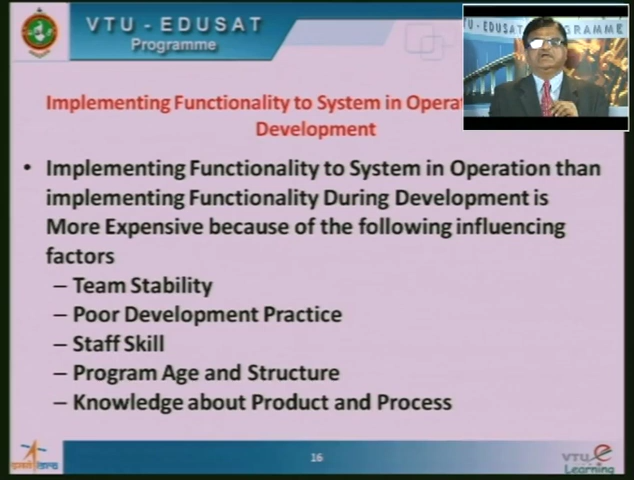 VTU - EDUSAT
Programme
U - EDUSAT PROGRAMME
Implementing Functionality to System in Opera
Development
• Implementing Functionality to System in Operation than
implementing Functionality During Development is
More Expensive because of the following influencing
factors
– Team Stability
– Poor Development Practice
– Staff Skill
– Program Age and Structure
– Knowledge about Product and Process
16
VTU e
Learning